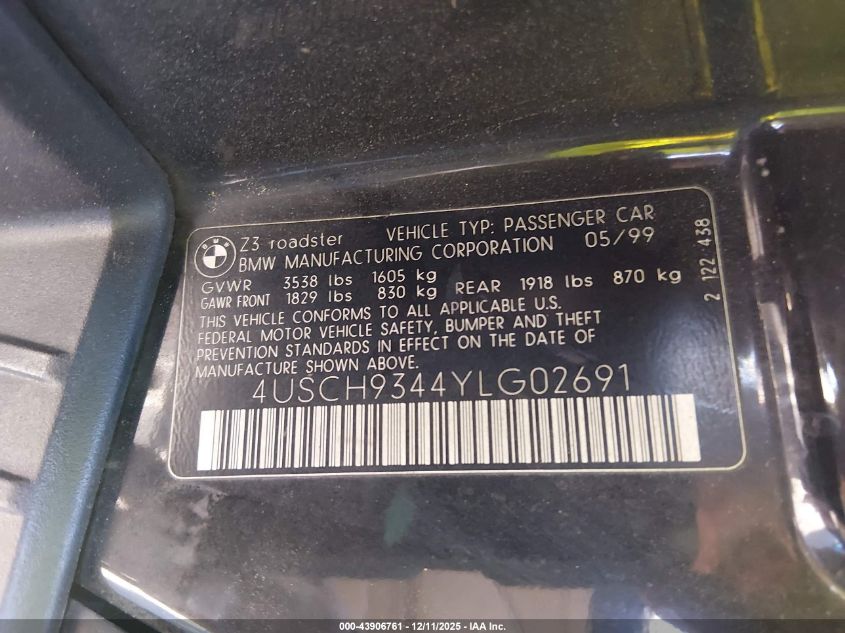 BMW
Z3 roadster VEHICLE TYP: PASSENGER CAR
BMW MANUFACTURING CORPORATION 05/99
GVWR 3538 lbs 1605 kg
GAWR FRONT 1829 lbs 830 kg REAR 1918 lbs 870 kg
THIS VEHICLE CONFORMS TO ALL APPLICABLE U.S.
FEDERAL MOTOR VEHICLE SAFETY, BUMPER AND THEFT
PREVENTION STANDARDS IN EFFECT ON THE DATE OF
MANUFACTURE SHOWN ABOVE.
4USCH9344YLG02691
2 122 438
000-43906761 - 12/11/2025 - IAA Inc.